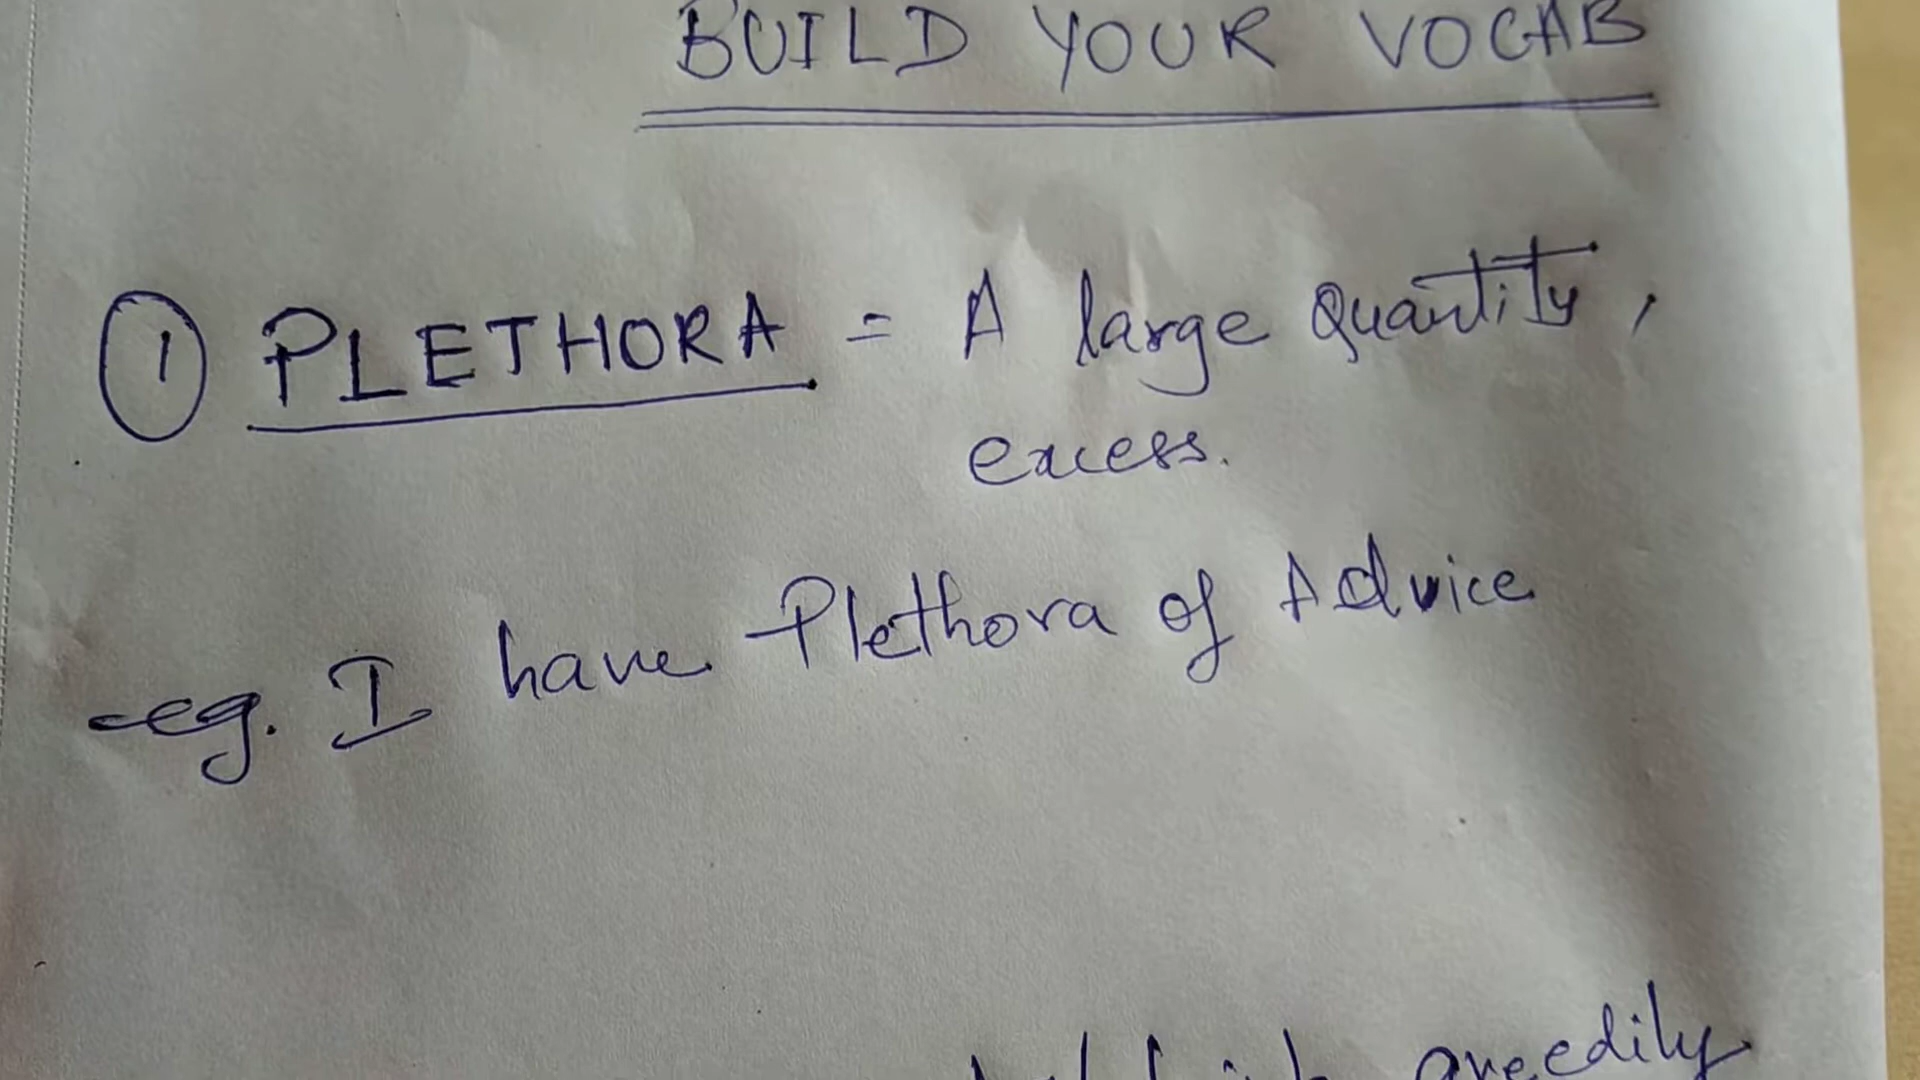 BUILD YOUR VOCAB
1 PLETHORA = A large Quantity,
excess.
eg. I have Plethora of Advice
greedily